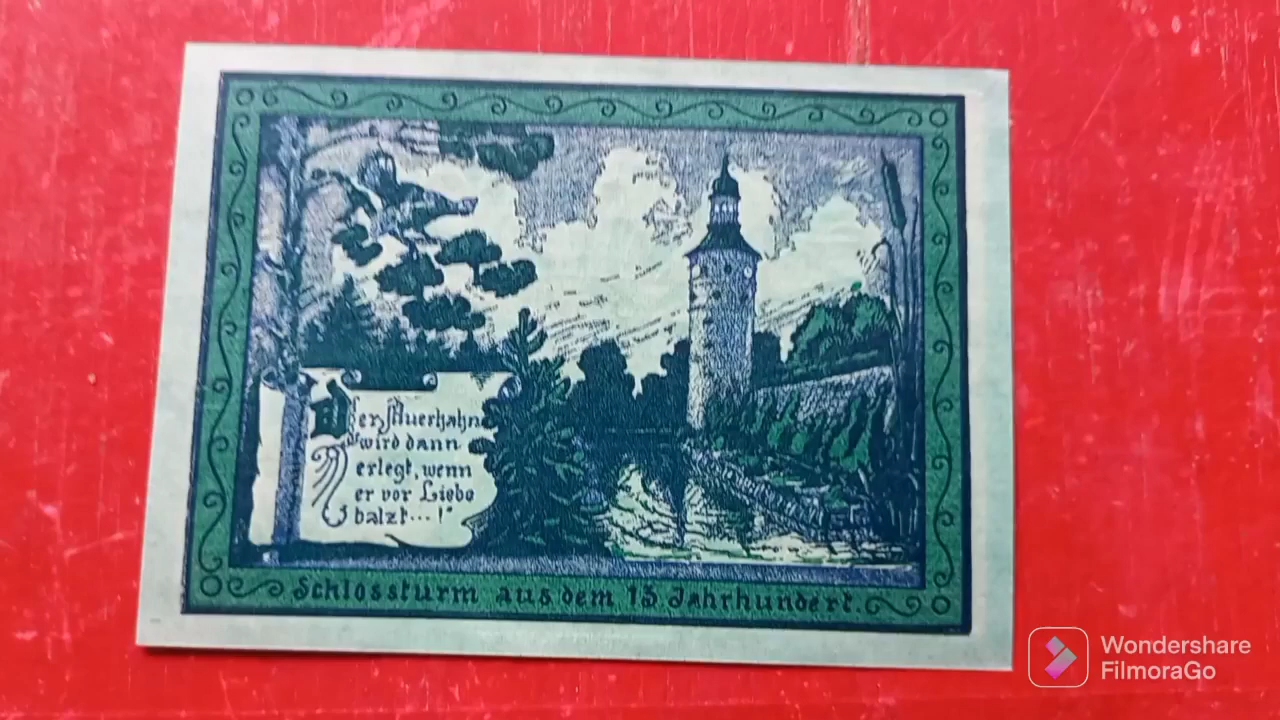 Der Auerhahn
wird dann
erlegt, wenn
er vor Liebe
balzt...!"
Schlossturm aus dem 13 Jahrhundert.
Wondershare
FilmoraGo